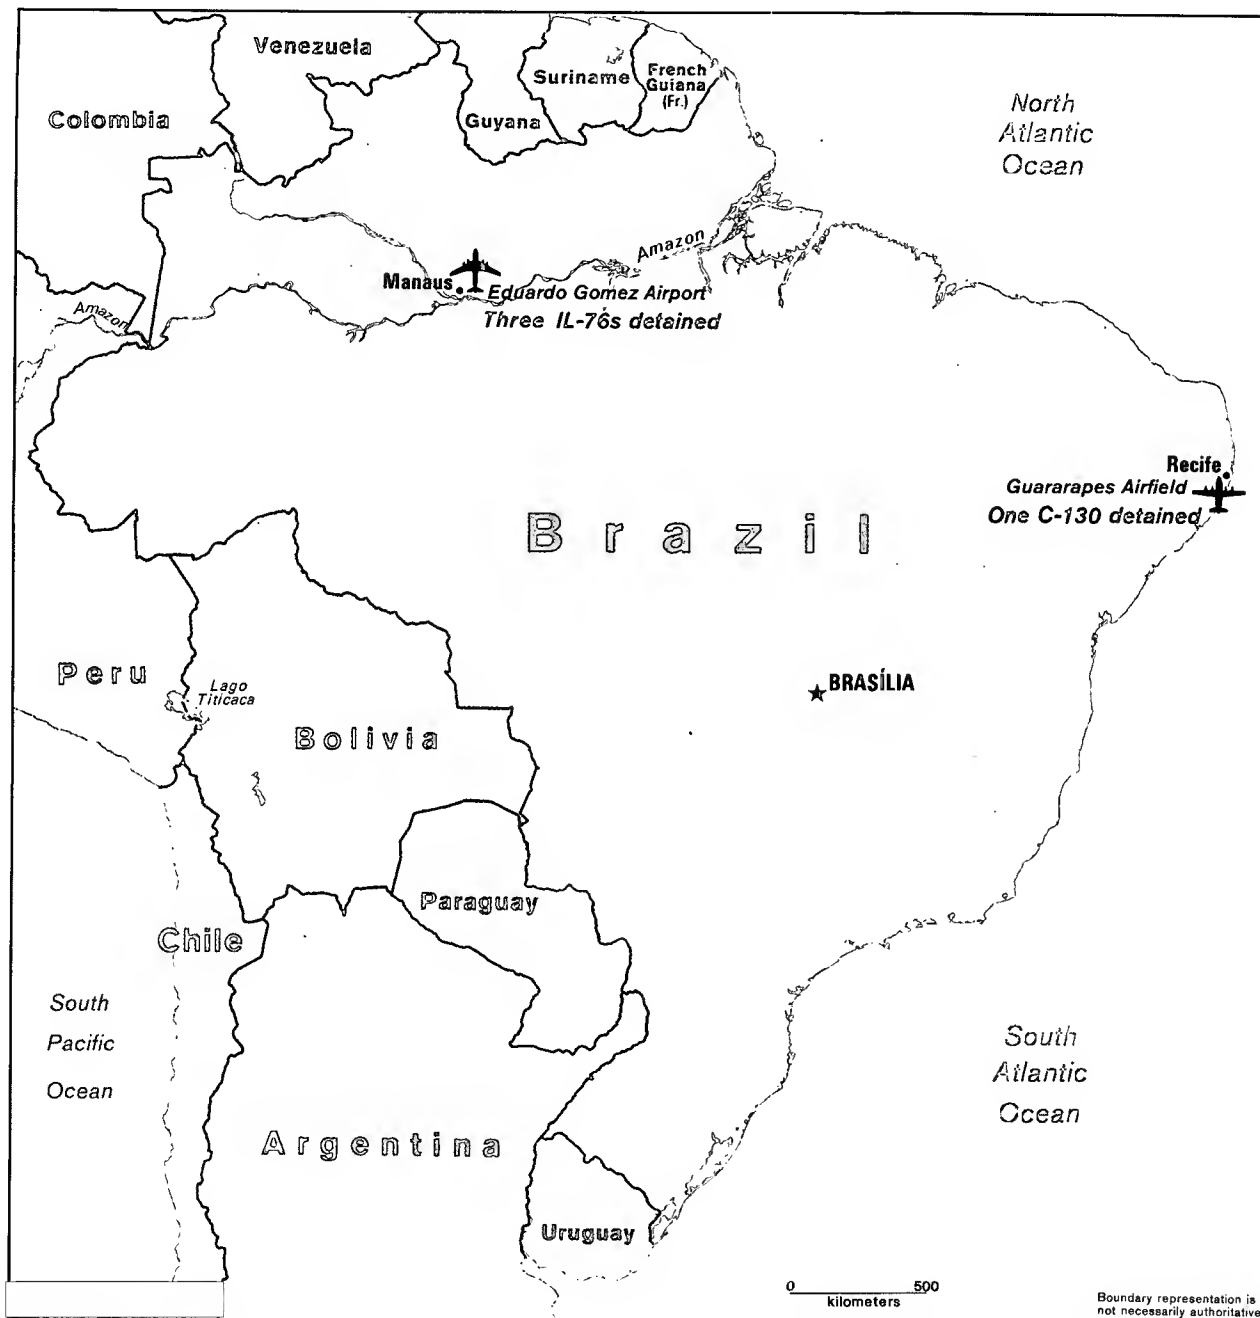 Venezuela
Suriname
French
Guiana
(Fr.)
Guyana
Colombia
North
Atlantic
Ocean
Amazon
Manaus
Eduardo Gomez Airport
Three IL-76s detained
Amazon
Recife
Guararapes Airfield
One C-130 detained
Brazil
Peru
Lago
Titicaca
BRASÍLIA
Bolivia
Paraguay
Chile
South
Pacific
Ocean
South
Atlantic
Ocean
Argentina
Uruguay
0 500
kilometers
Boundary representation is
not necessarily authoritative